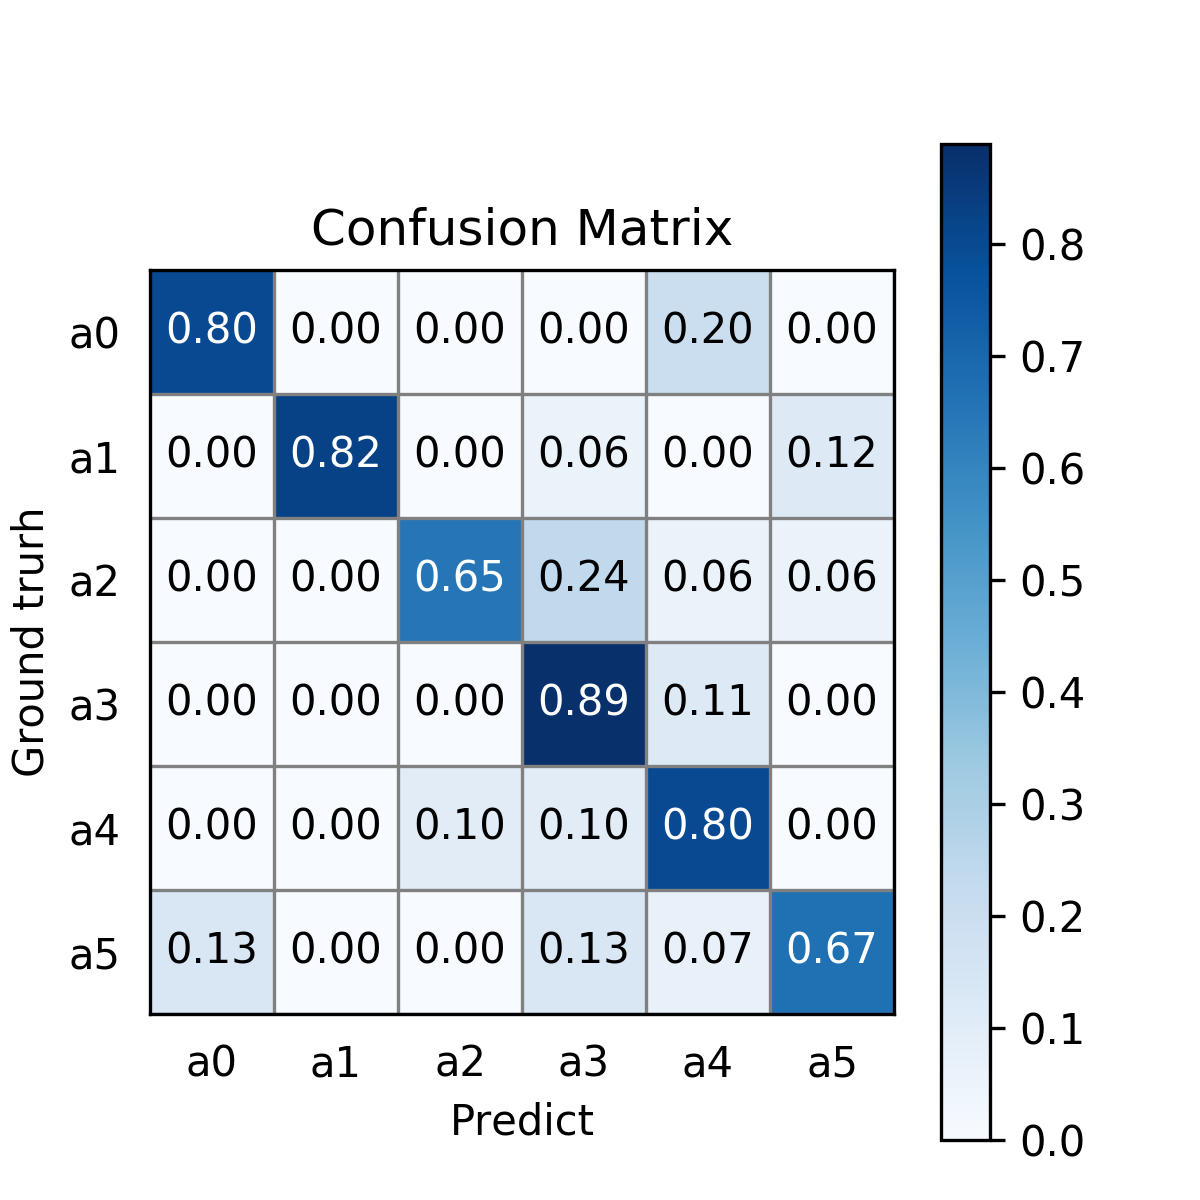 Confusion Matrix
a0 0.80 0.00 0.00 0.00 0.20 0.00
a1 0.00 0.82 0.00 0.06 0.00 0.12
a2 0.00 0.00 0.65 0.24 0.06 0.06
a3 0.00 0.00 0.00 0.89 0.11 0.00
a4 0.00 0.00 0.10 0.10 0.80 0.00
a5 0.13 0.00 0.00 0.13 0.07 0.67
a0 a1 a2 a3 a4 a5
Predict
Ground trurh
0.8
0.7
0.6
0.5
0.4
0.3
0.2
0.1
0.0